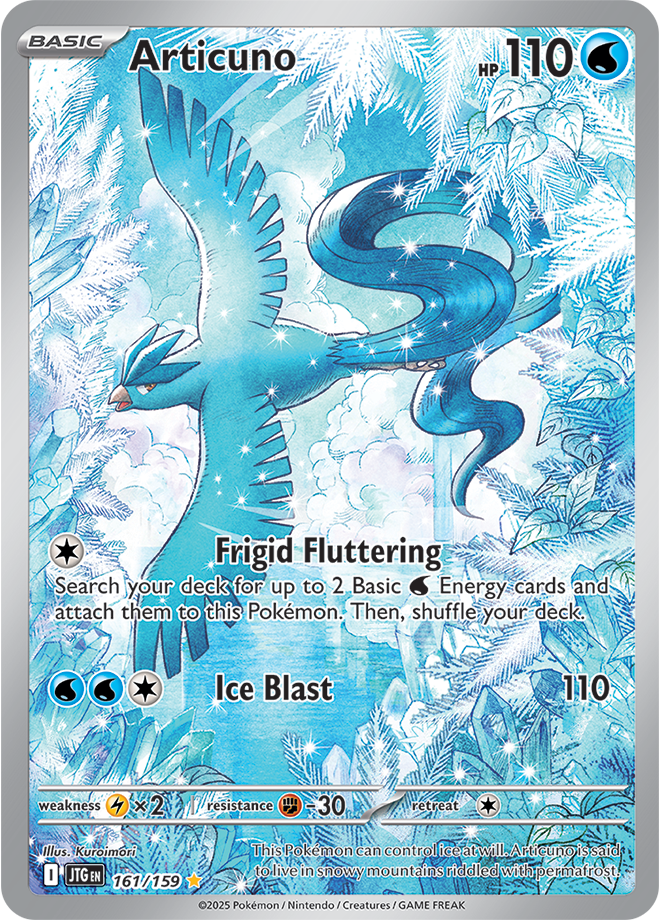 BASIC
Articuno
HP 110
Frigid Fluttering
Search your deck for up to 2 Basic Energy cards and
attach them to this Pokémon. Then, shuffle your deck.
Ice Blast 110
weakness ×2 resistance -30 retreat
Illus. Kuroimori
This Pokémon can control ice at will. Articuno is said
to live in snowy mountains riddled with permafrost.
I JTG EN 161/159
©2025 Pokémon / Nintendo / Creatures / GAME FREAK